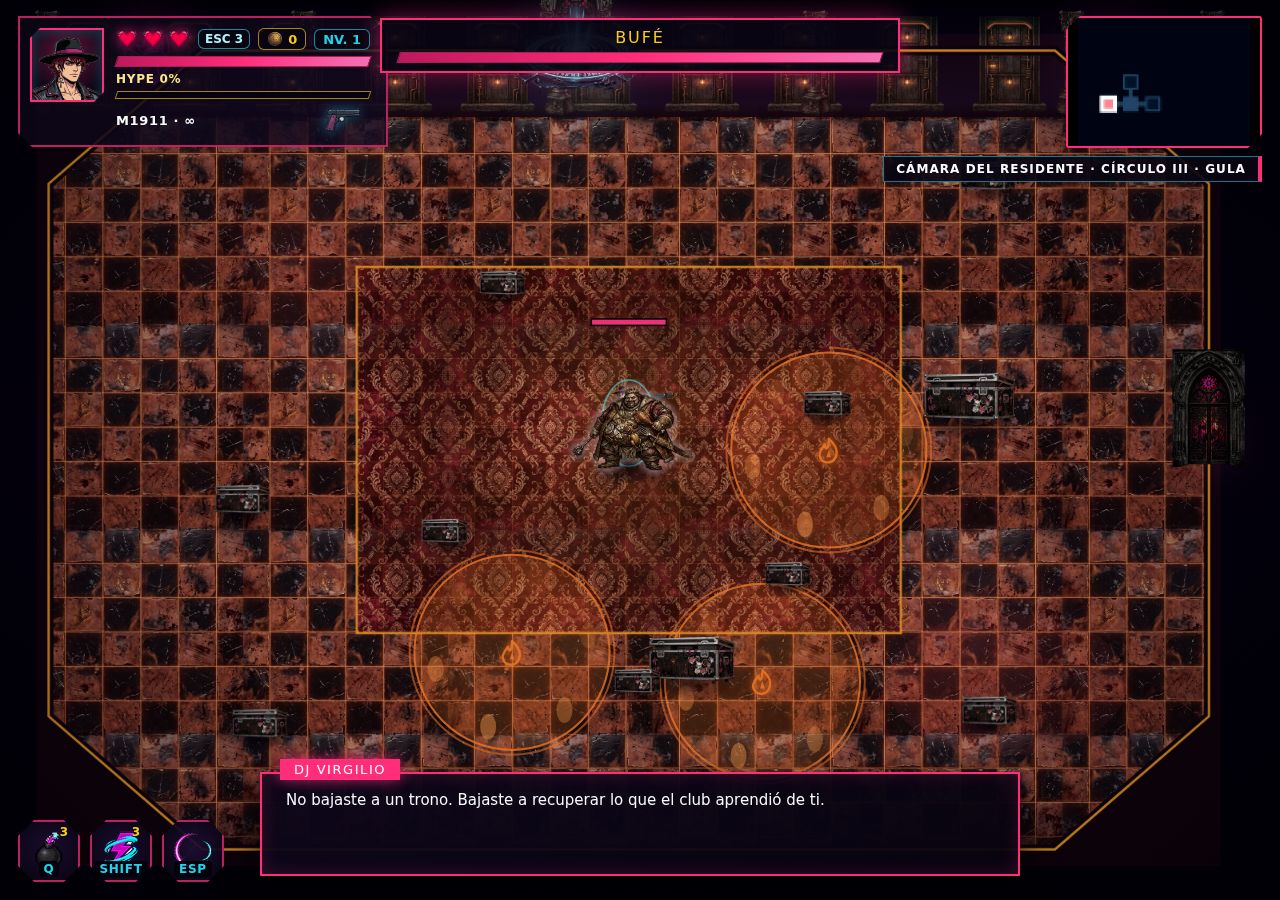 ESC 3
0
NV. 1
HYPE 0%
M1911 · ∞
BUFÉ
CÁMARA DEL RESIDENTE · CÍRCULO III · GULA
DJ VIRGILIO
No bajaste a un trono. Bajaste a recuperar lo que el club aprendió de ti.
3
Q
3
SHIFT
ESP